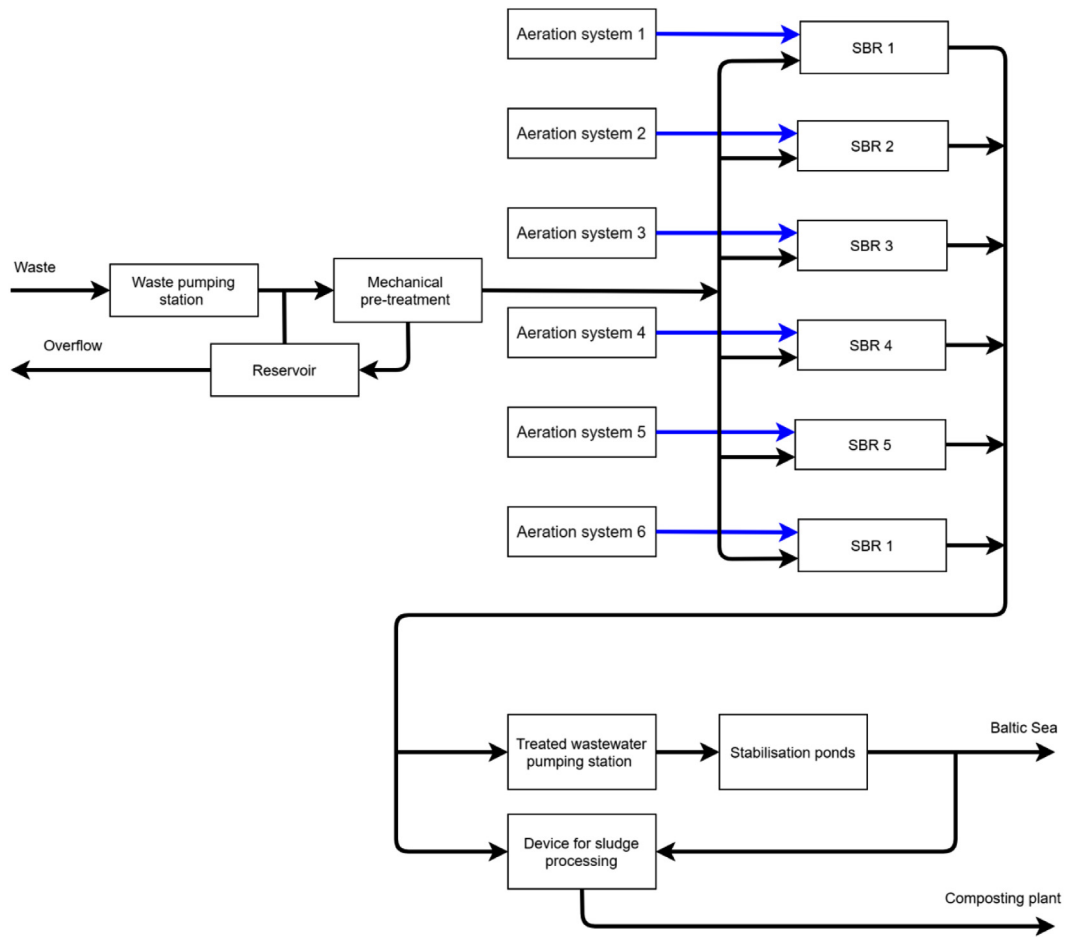 Aeration system 1
SBR 1
Aeration system 2
SBR 2
Aeration system 3
SBR 3
Waste
Waste pumping
station
Mechanical
pre-treatment
Overflow
Reservoir
Aeration system 4
SBR 4
Aeration system 5
SBR 5
Aeration system 6
SBR 1
Treated wastewater
pumping station
Stabilisation ponds
Baltic Sea
Device for sludge
processing
Composting plant